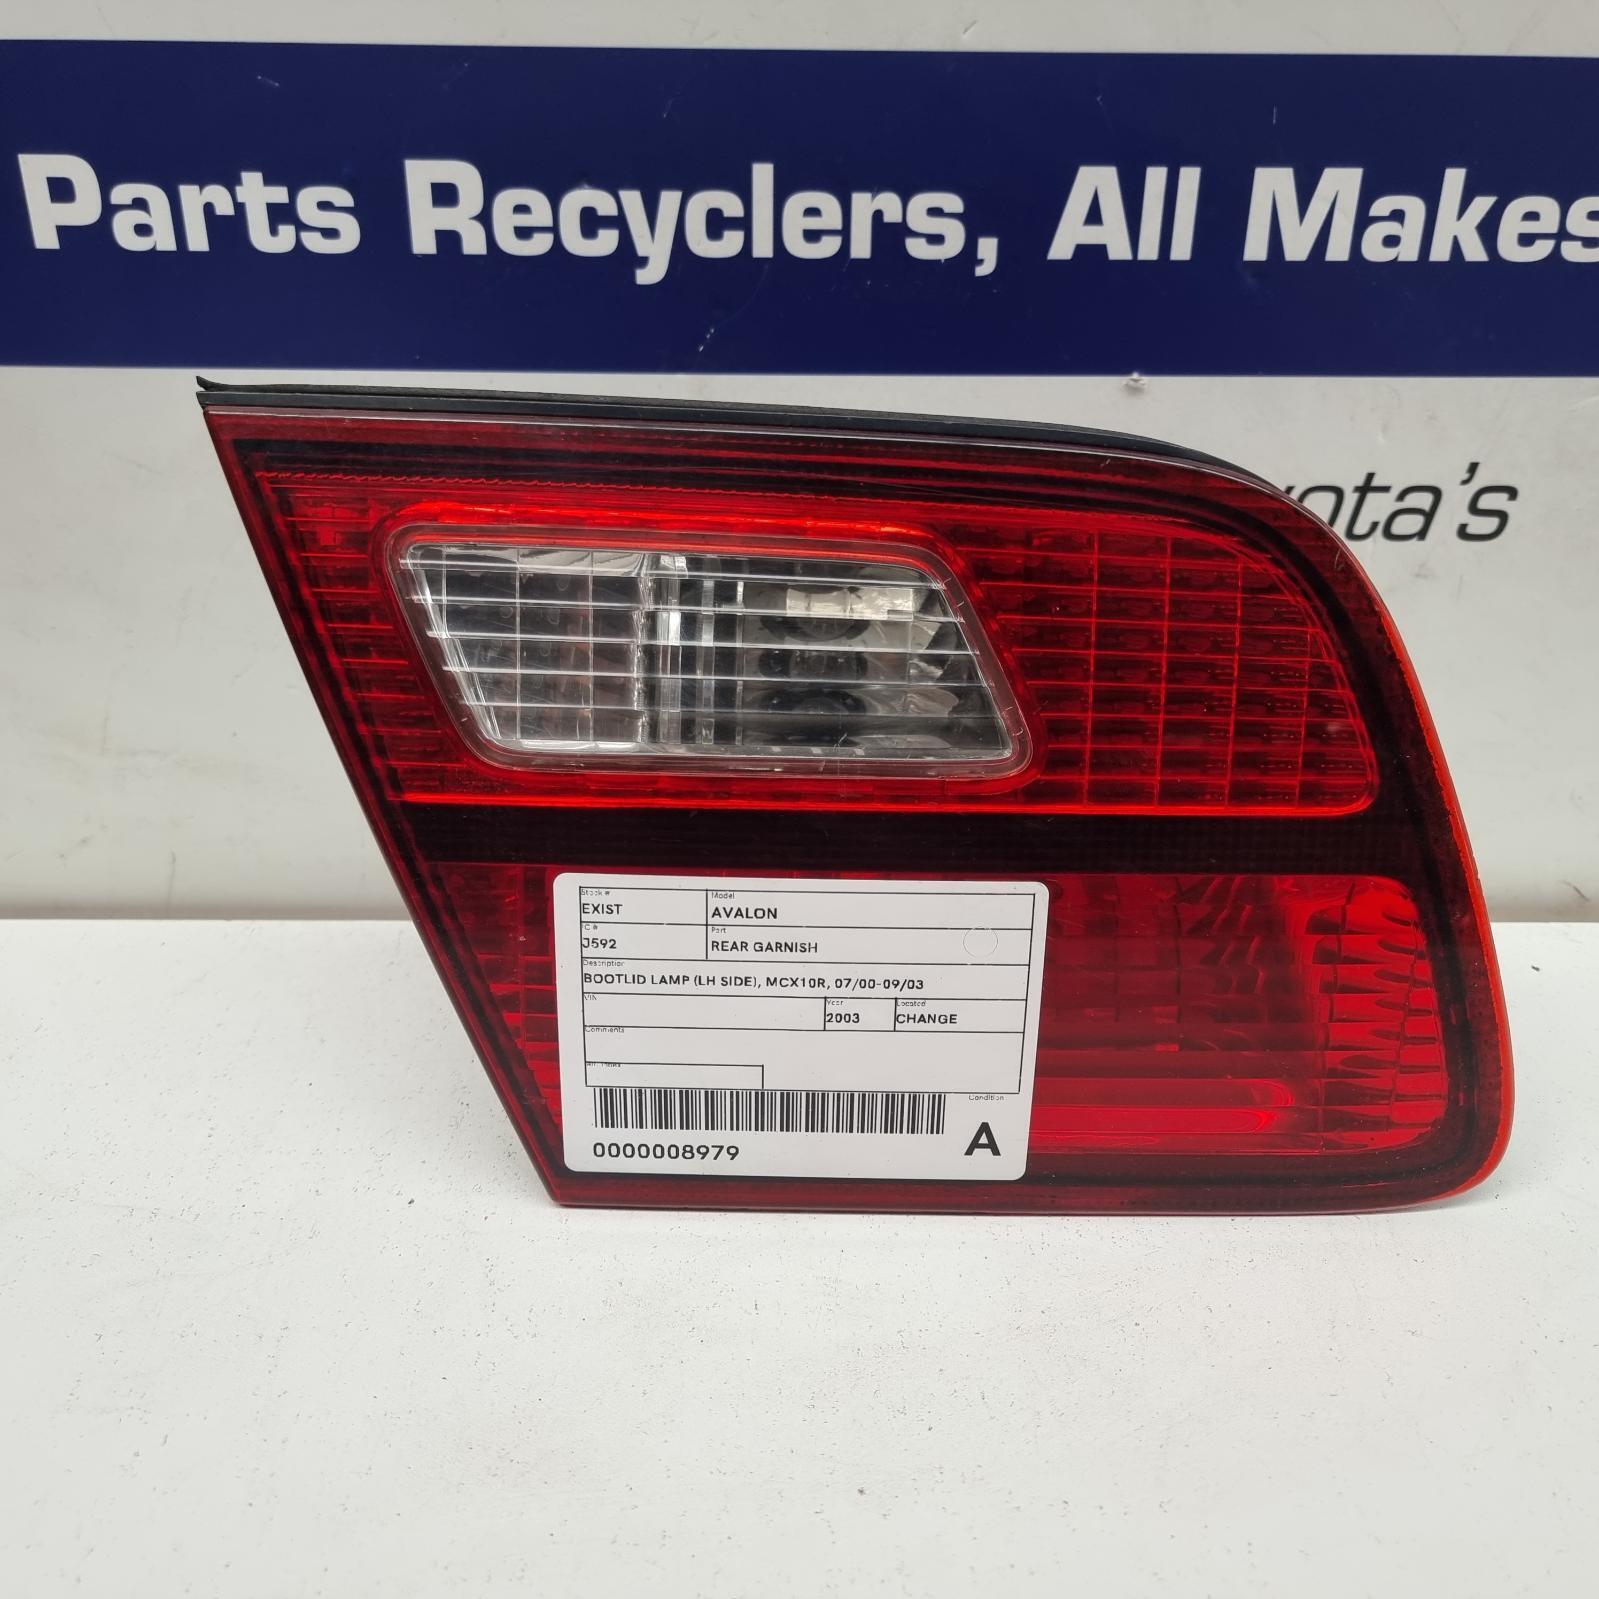 Parts Recyclers, All Makes
ota's
Stock #
EXIST
Model
AVALON
IC #
J592
Part
REAR GARNISH
Description
BOOTLID LAMP (LH SIDE), MCX10R, 07/00-09/03
VIN
Year
2003
Located
CHANGE
Comments
0000008979
Condition
A